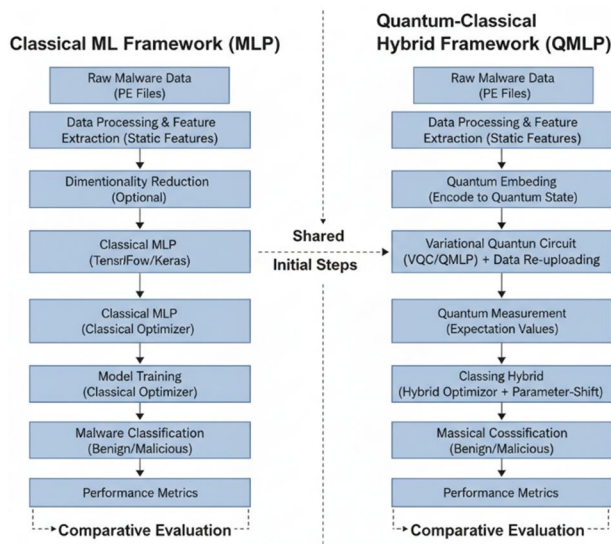 Classical ML Framework (MLP)
Raw Malware Data
(PE Files)
Data Processing & Feature
Extraction (Static Features)
Dimentionality Reduction
(Optional)
Classical MLP
(Tensr/Fow/Keras)
Classical MLP
(Classical Optimizer)
Model Training
(Classical Optimizer)
Malware Classification
(Benign/Malicious)
Performance Metrics
Comparative Evaluation
Shared
Initial Steps
Quantum-Classical
Hybrid Framework (QMLP)
Raw Malware Data
(PE Files)
Data Processing & Feature
Extraction (Static Features)
Quantum Embeding
(Encode to Quantum State)
Variational Quantun Circuit
(VQC/QMLP) + Data Re-uploading
Quantum Measurement
(Expectation Values)
Classing Hybrid
(Hybrid Optimizor + Parameter-Shift)
Massical Cosssification
(Benign/Malicious)
Performance Metrics
Comparative Evaluation